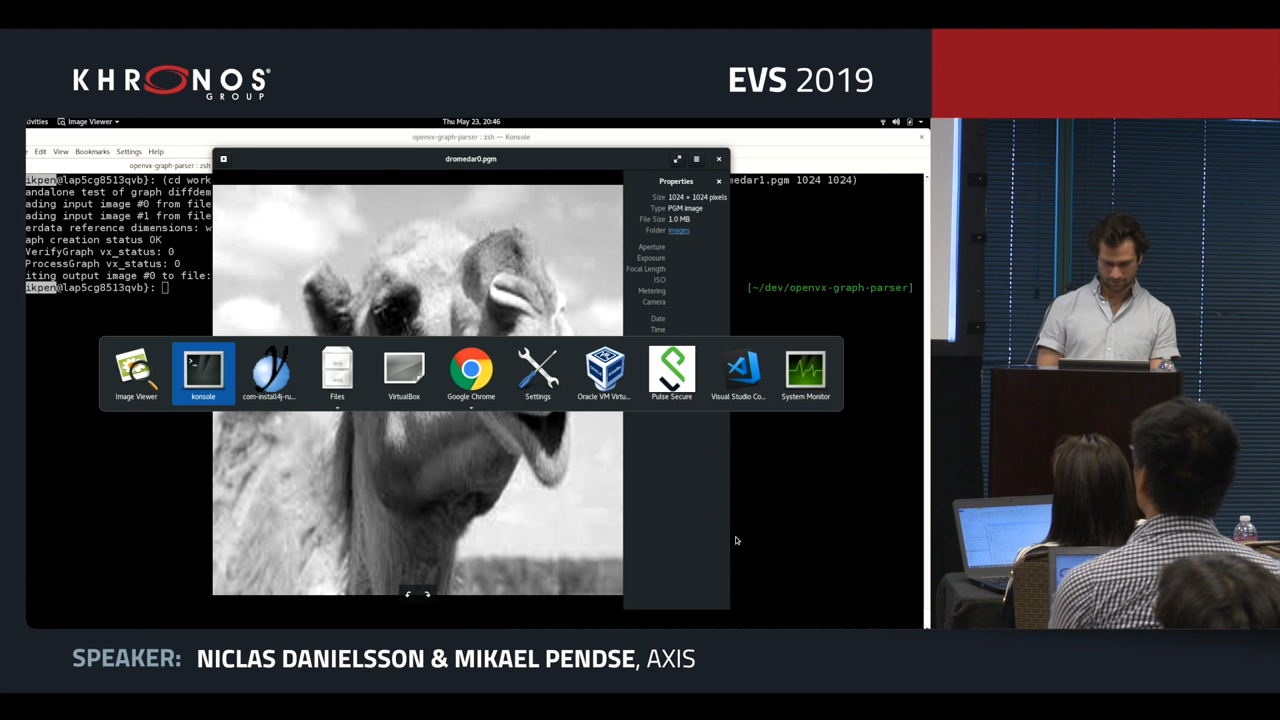 KHRONOS
GROUP
EVS 2019
ivities
Image Viewer
Thu May 23, 20:46
openvx-graph-parser : zsh — Konsole
Edit View Bookmarks Settings Help
openvx-graph-parser : zsh
dromedar0.pgm
ikpen@lap5cg8513qvb}: (cd work
medar1.pgm 1024 1024)
andalone test of graph diffdem
ading input image #0 from file
ading input image #1 from file
erdata reference dimensions: w
aph creation status OK
VerifyGraph vx_status: 0
ProcessGraph vx_status: 0
iting output image #0 to file:
ikpen@lap5cg8513qvb}:
[~/dev/openvx-graph-parser]
Properties
Size 1024 × 1024 pixels
Type PGM image
File Size 1.0 MB
Folder images
Aperture
Exposure
Focal Length
ISO
Metering
Camera
Date
Time
Image Viewer
konsole
com-install4j-ru...
Files
VirtualBox
Google Chrome
Settings
Oracle VM Virtu...
Pulse Secure
Visual Studio Co...
System Monitor
SPEAKER: NICLAS DANIELSSON & MIKAEL PENDSE, AXIS